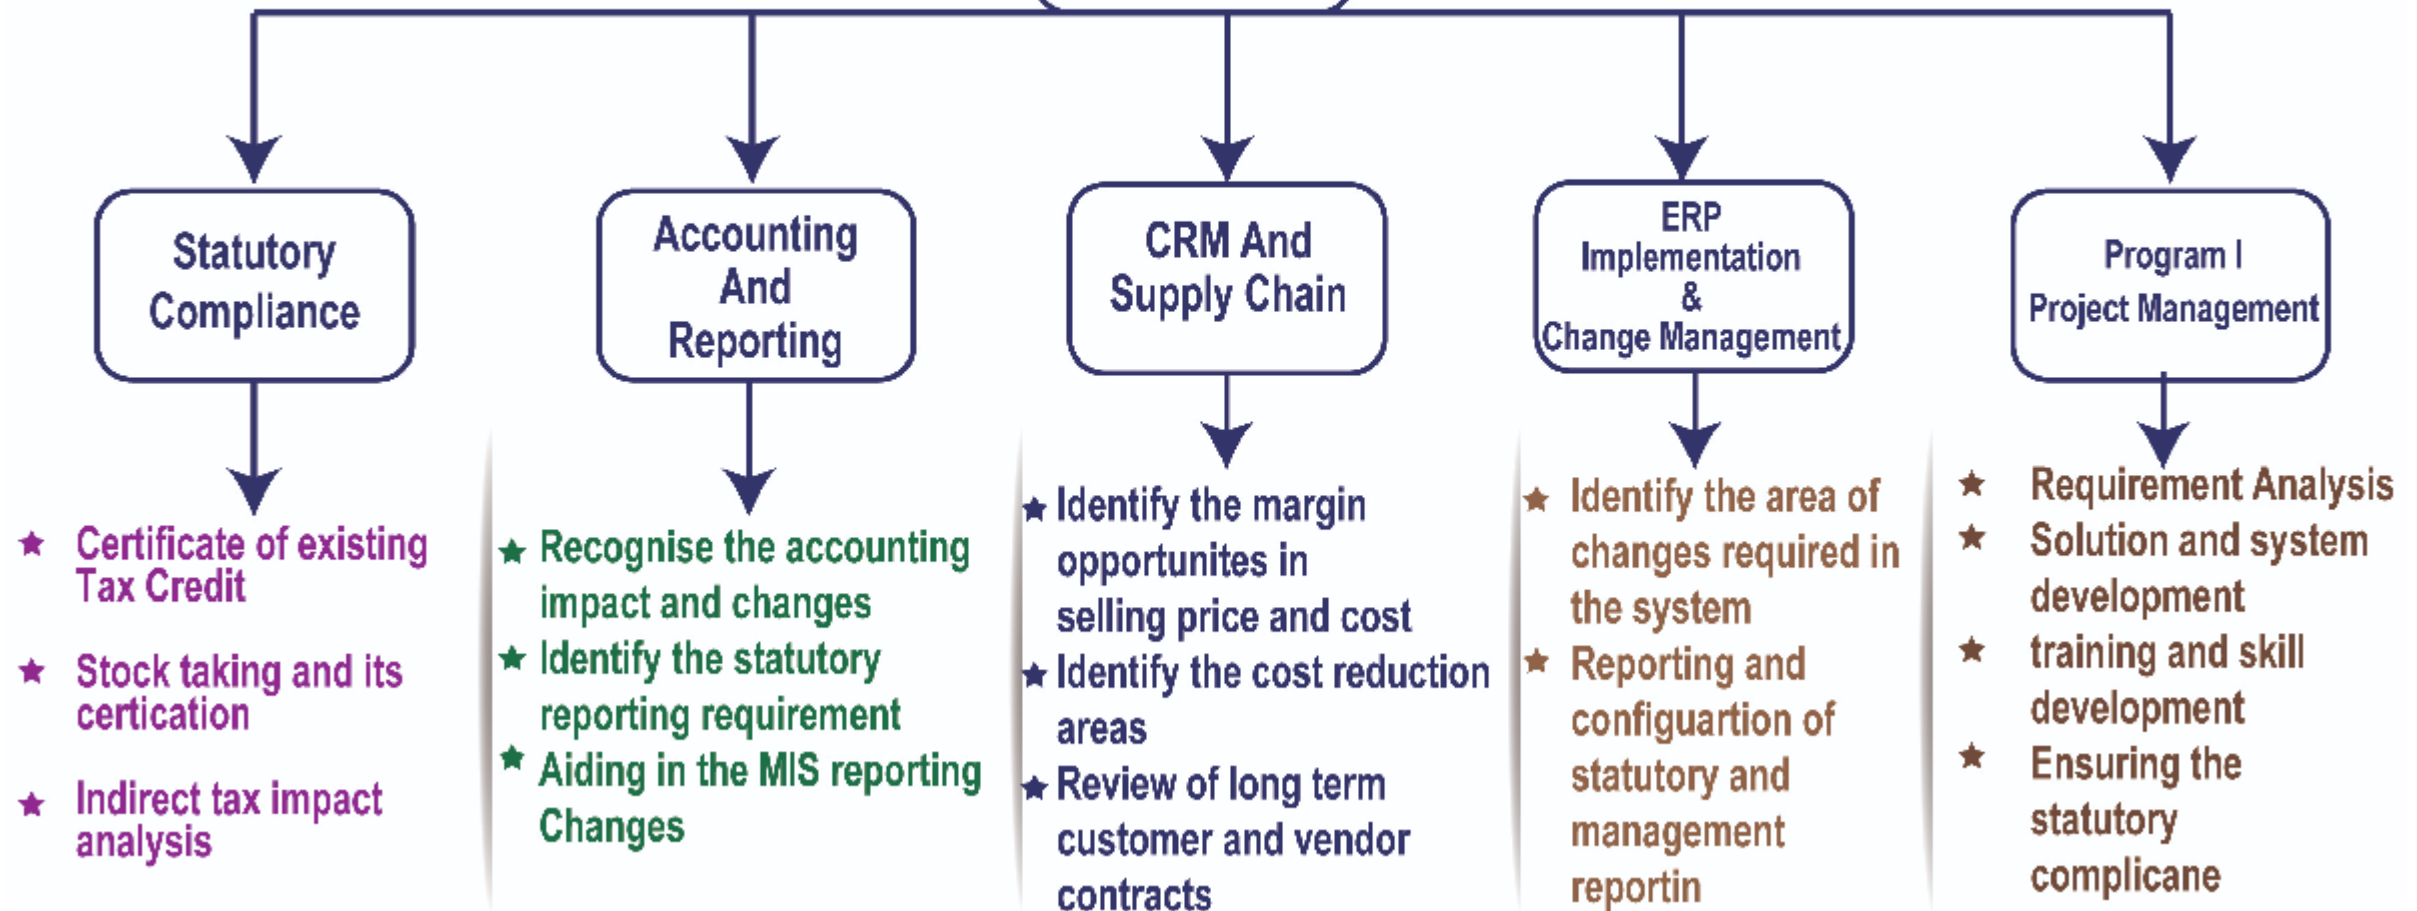 Statutory
Compliance
Accounting
And
Reporting
CRM And
Supply Chain
ERP
Implementation
&
Change Management
Program I
Project Management
Certificate of existing
Tax Credit
Stock taking and its
certication
Indirect tax impact
analysis
Recognise the accounting
impact and changes
Identify the statutory
reporting requirement
Aiding in the MIS reporting
Changes
Identify the margin
opportunites in
selling price and cost
Identify the cost reduction
areas
Review of long term
customer and vendor
contracts
Identify the area of
changes required in
the system
Reporting and
configuartion of
statutory and
management
reportin
Requirement Analysis
Solution and system
development
training and skill
development
Ensuring the
statutory
complicane